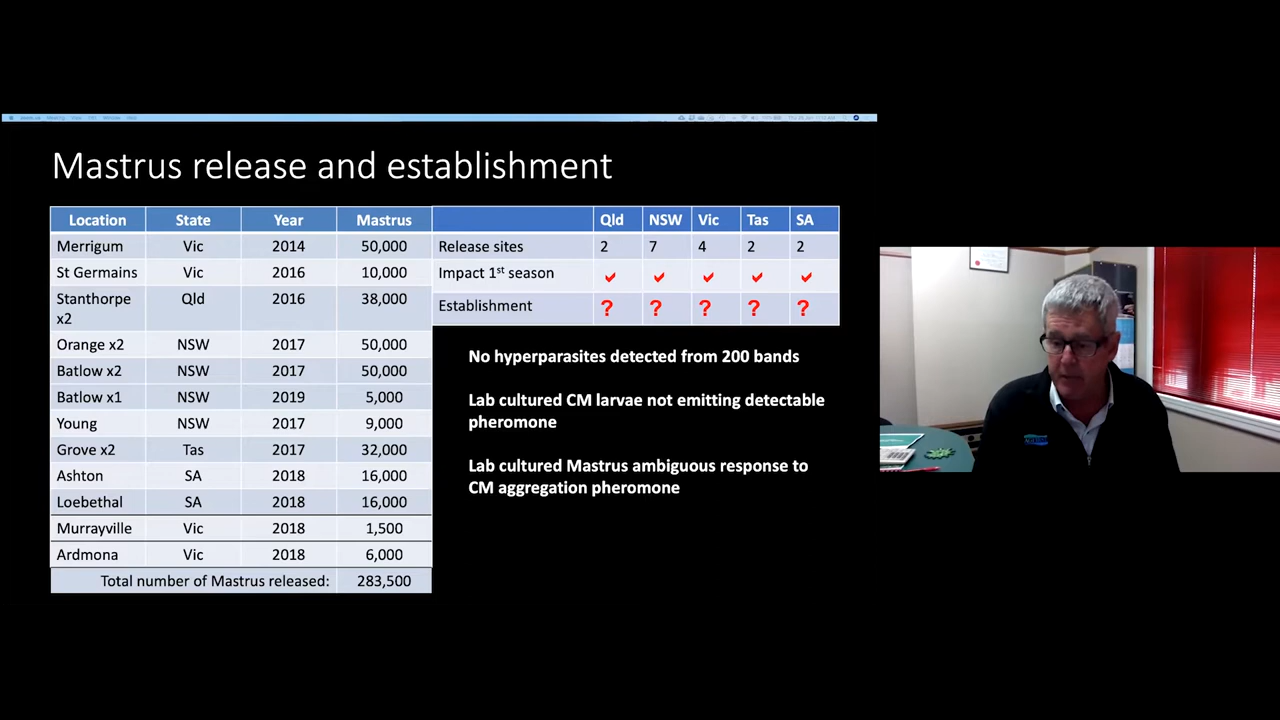 Mastrus release and establishment
Location State Year Mastrus
Merrigum Vic 2014 50,000
St Germains Vic 2016 10,000
Stanthorpe x2 Qld 2016 38,000
Orange x2 NSW 2017 50,000
Batlow x2 NSW 2017 50,000
Batlow x1 NSW 2019 5,000
Young NSW 2017 9,000
Grove x2 Tas 2017 32,000
Ashton SA 2018 16,000
Loebethal SA 2018 16,000
Murrayville Vic 2018 1,500
Ardmona Vic 2018 6,000
Total number of Mastrus released: 283,500
Qld NSW Vic Tas SA
Release sites 2 7 4 2 2
Impact 1st season ✓ ✓ ✓ ✓ ✓
Establishment ? ? ? ? ?
No hyperparasites detected from 200 bands
Lab cultured CM larvae not emitting detectable
pheromone
Lab cultured Mastrus ambiguous response to
CM aggregation pheromone